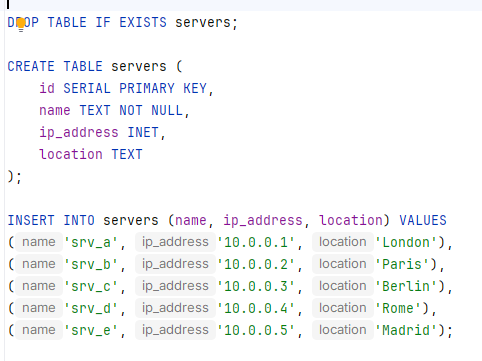 DROP TABLE IF EXISTS servers;
CREATE TABLE servers (
id SERIAL PRIMARY KEY,
name TEXT NOT NULL,
ip_address INET,
location TEXT
);
INSERT INTO servers (name, ip_address, location) VALUES
( name 'srv_a', ip_address '10.0.0.1', location 'London'),
( name 'srv_b', ip_address '10.0.0.2', location 'Paris'),
( name 'srv_c', ip_address '10.0.0.3', location 'Berlin'),
( name 'srv_d', ip_address '10.0.0.4', location 'Rome'),
( name 'srv_e', ip_address '10.0.0.5', location 'Madrid');